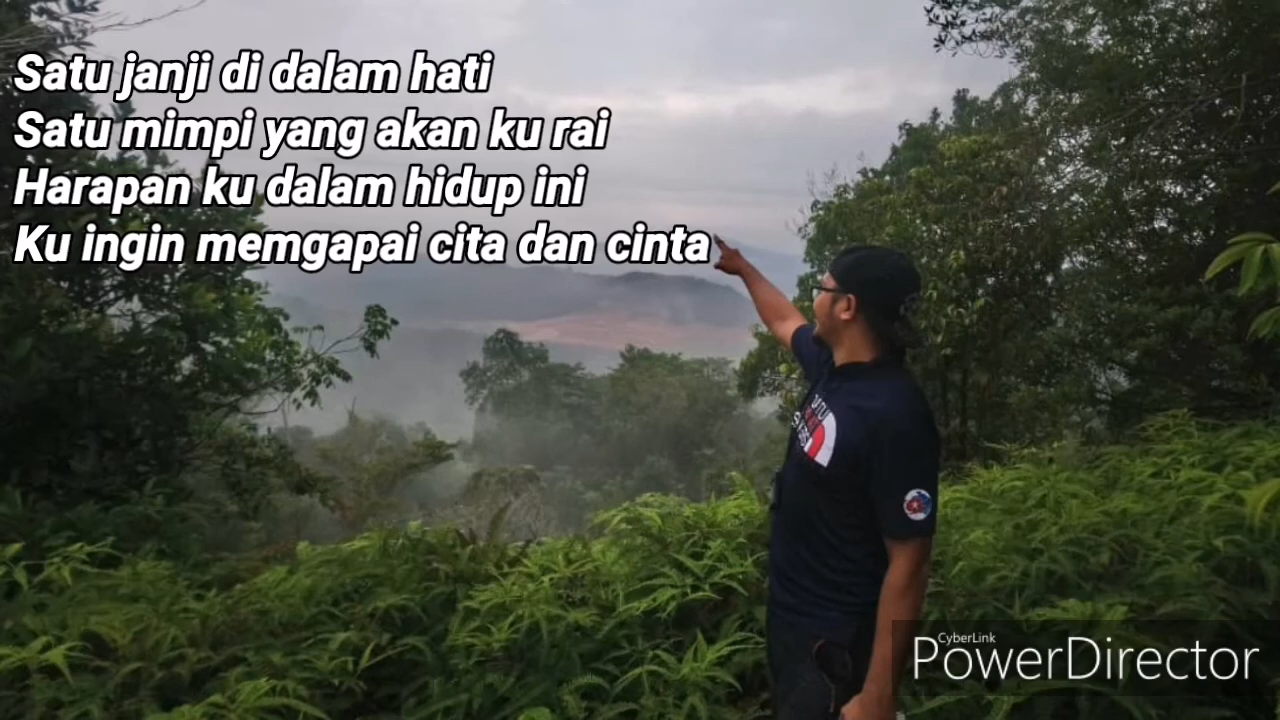 Satu janji di dalam hati
Satu mimpi yang akan ku rai
Harapan ku dalam hidup ini
Ku ingin memgapai cita dan cinta
CyberLink
PowerDirector